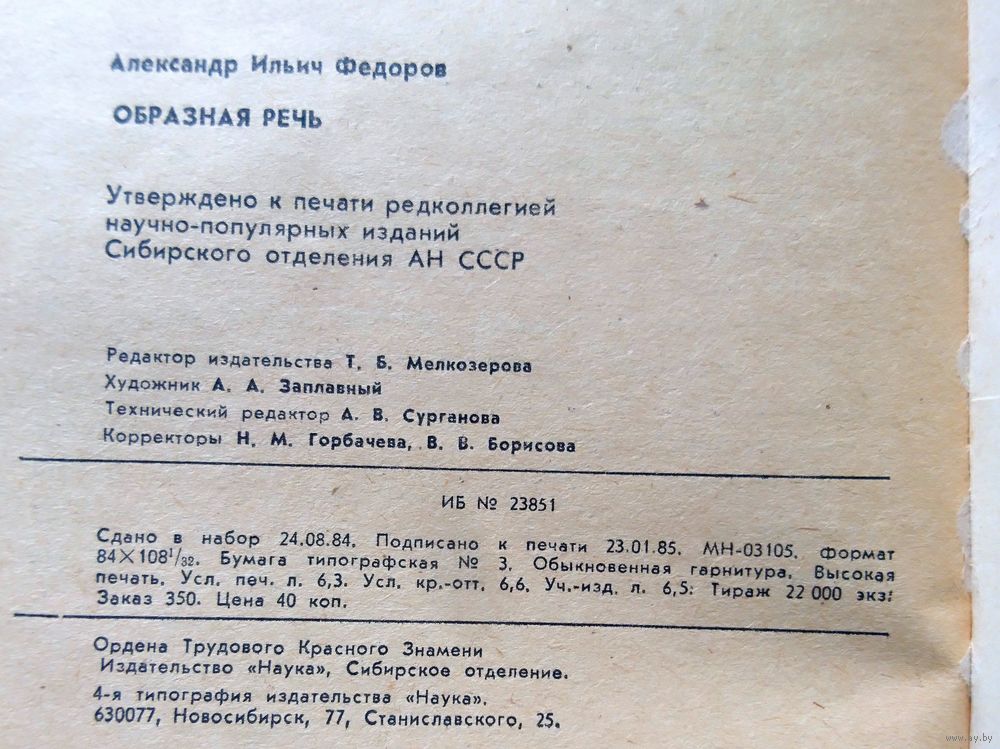 Александр Ильич Федоров
ОБРАЗНАЯ РЕЧЬ
Утверждено к печати редколлегией
научно-популярных изданий
Сибирского отделения АН СССР
Редактор издательства Т. Б. Мелкозерова
Художник А. А. Заплавный
Технический редактор А. В. Сурганова
Корректоры Н. М. Горбачева, В. В. Борисова
ИБ № 23851
Сдано в набор 24.08.84. Подписано к печати 23.01.85. МН-03105. Формат
84×108¹/₃₂. Бумага типографская № 3. Обыкновенная гарнитура. Высокая
печать. Усл. печ. л. 6,3. Усл. кр.-отт. 6,6. Уч.-изд. л. 6,5. Тираж 22 000 экз.
Заказ 350. Цена 40 коп.
Ордена Трудового Красного Знамени
Издательство «Наука», Сибирское отделение.
4-я типография издательства «Наука».
630077, Новосибирск, 77, Станиславского, 25.
www.ay.by